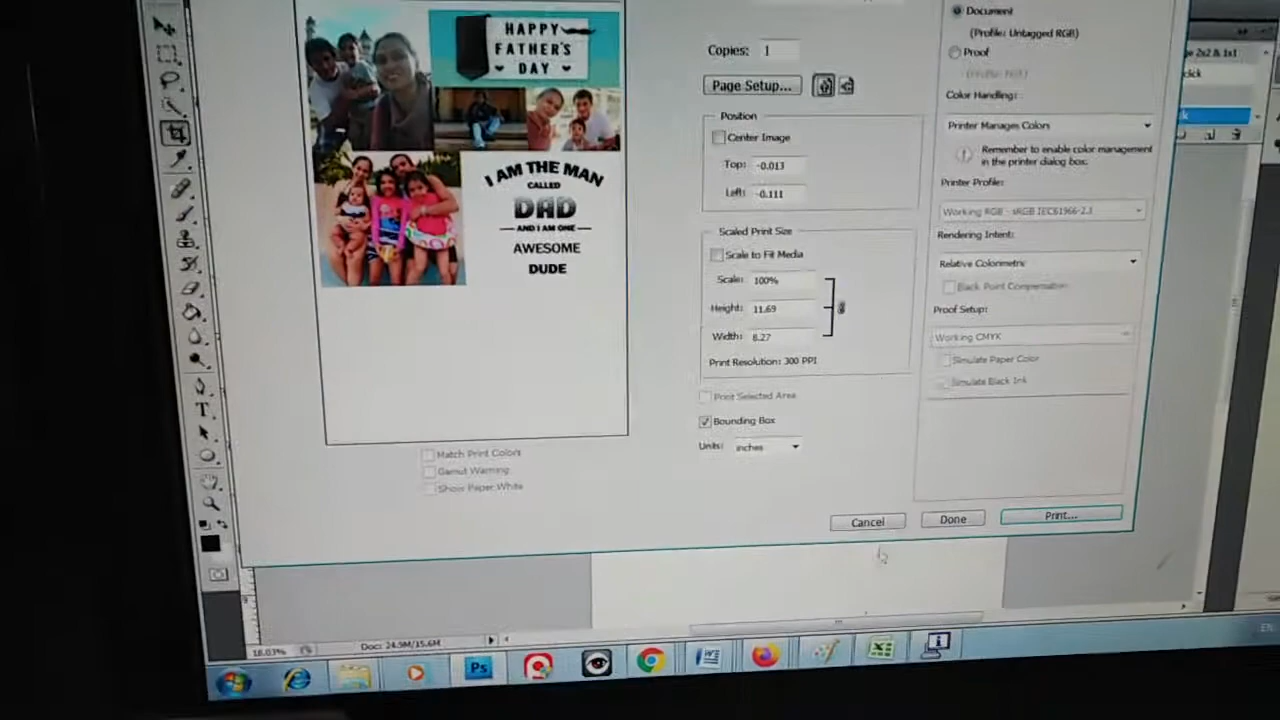 HAPPY
FATHER'S
DAY
I AM THE MAN
CALLED
DAD
AND I AM ONE
AWESOME
DUDE
Match Print Colors
Gamut Warning
Show Paper White
Copies: 1
Page Setup...
Position
Center Image
Top: -0.013
Left: -0.111
Scaled Print Size
Scale to Fit Media
Scale: 100%
Height: 11.69
Width: 8.27
Print Resolution: 300 PPI
Print Selected Area
Bounding Box
Units: inches
Cancel
Done
Print...
Document
(Profile: Untagged RGB)
Proof
(Profile: N/A)
Color Handling:
Printer Manages Colors
Remember to enable color management
in the printer dialog box.
Printer Profile:
Working RGB - sRGB IEC61966-2.1
Rendering Intent:
Relative Colorimetric
Black Point Compensation
Proof Setup:
Working CMYK
Simulate Paper Color
Simulate Black Ink
2x2 & 1x1
18.03%
Doc: 24.9M/15.6M
Ps
EN